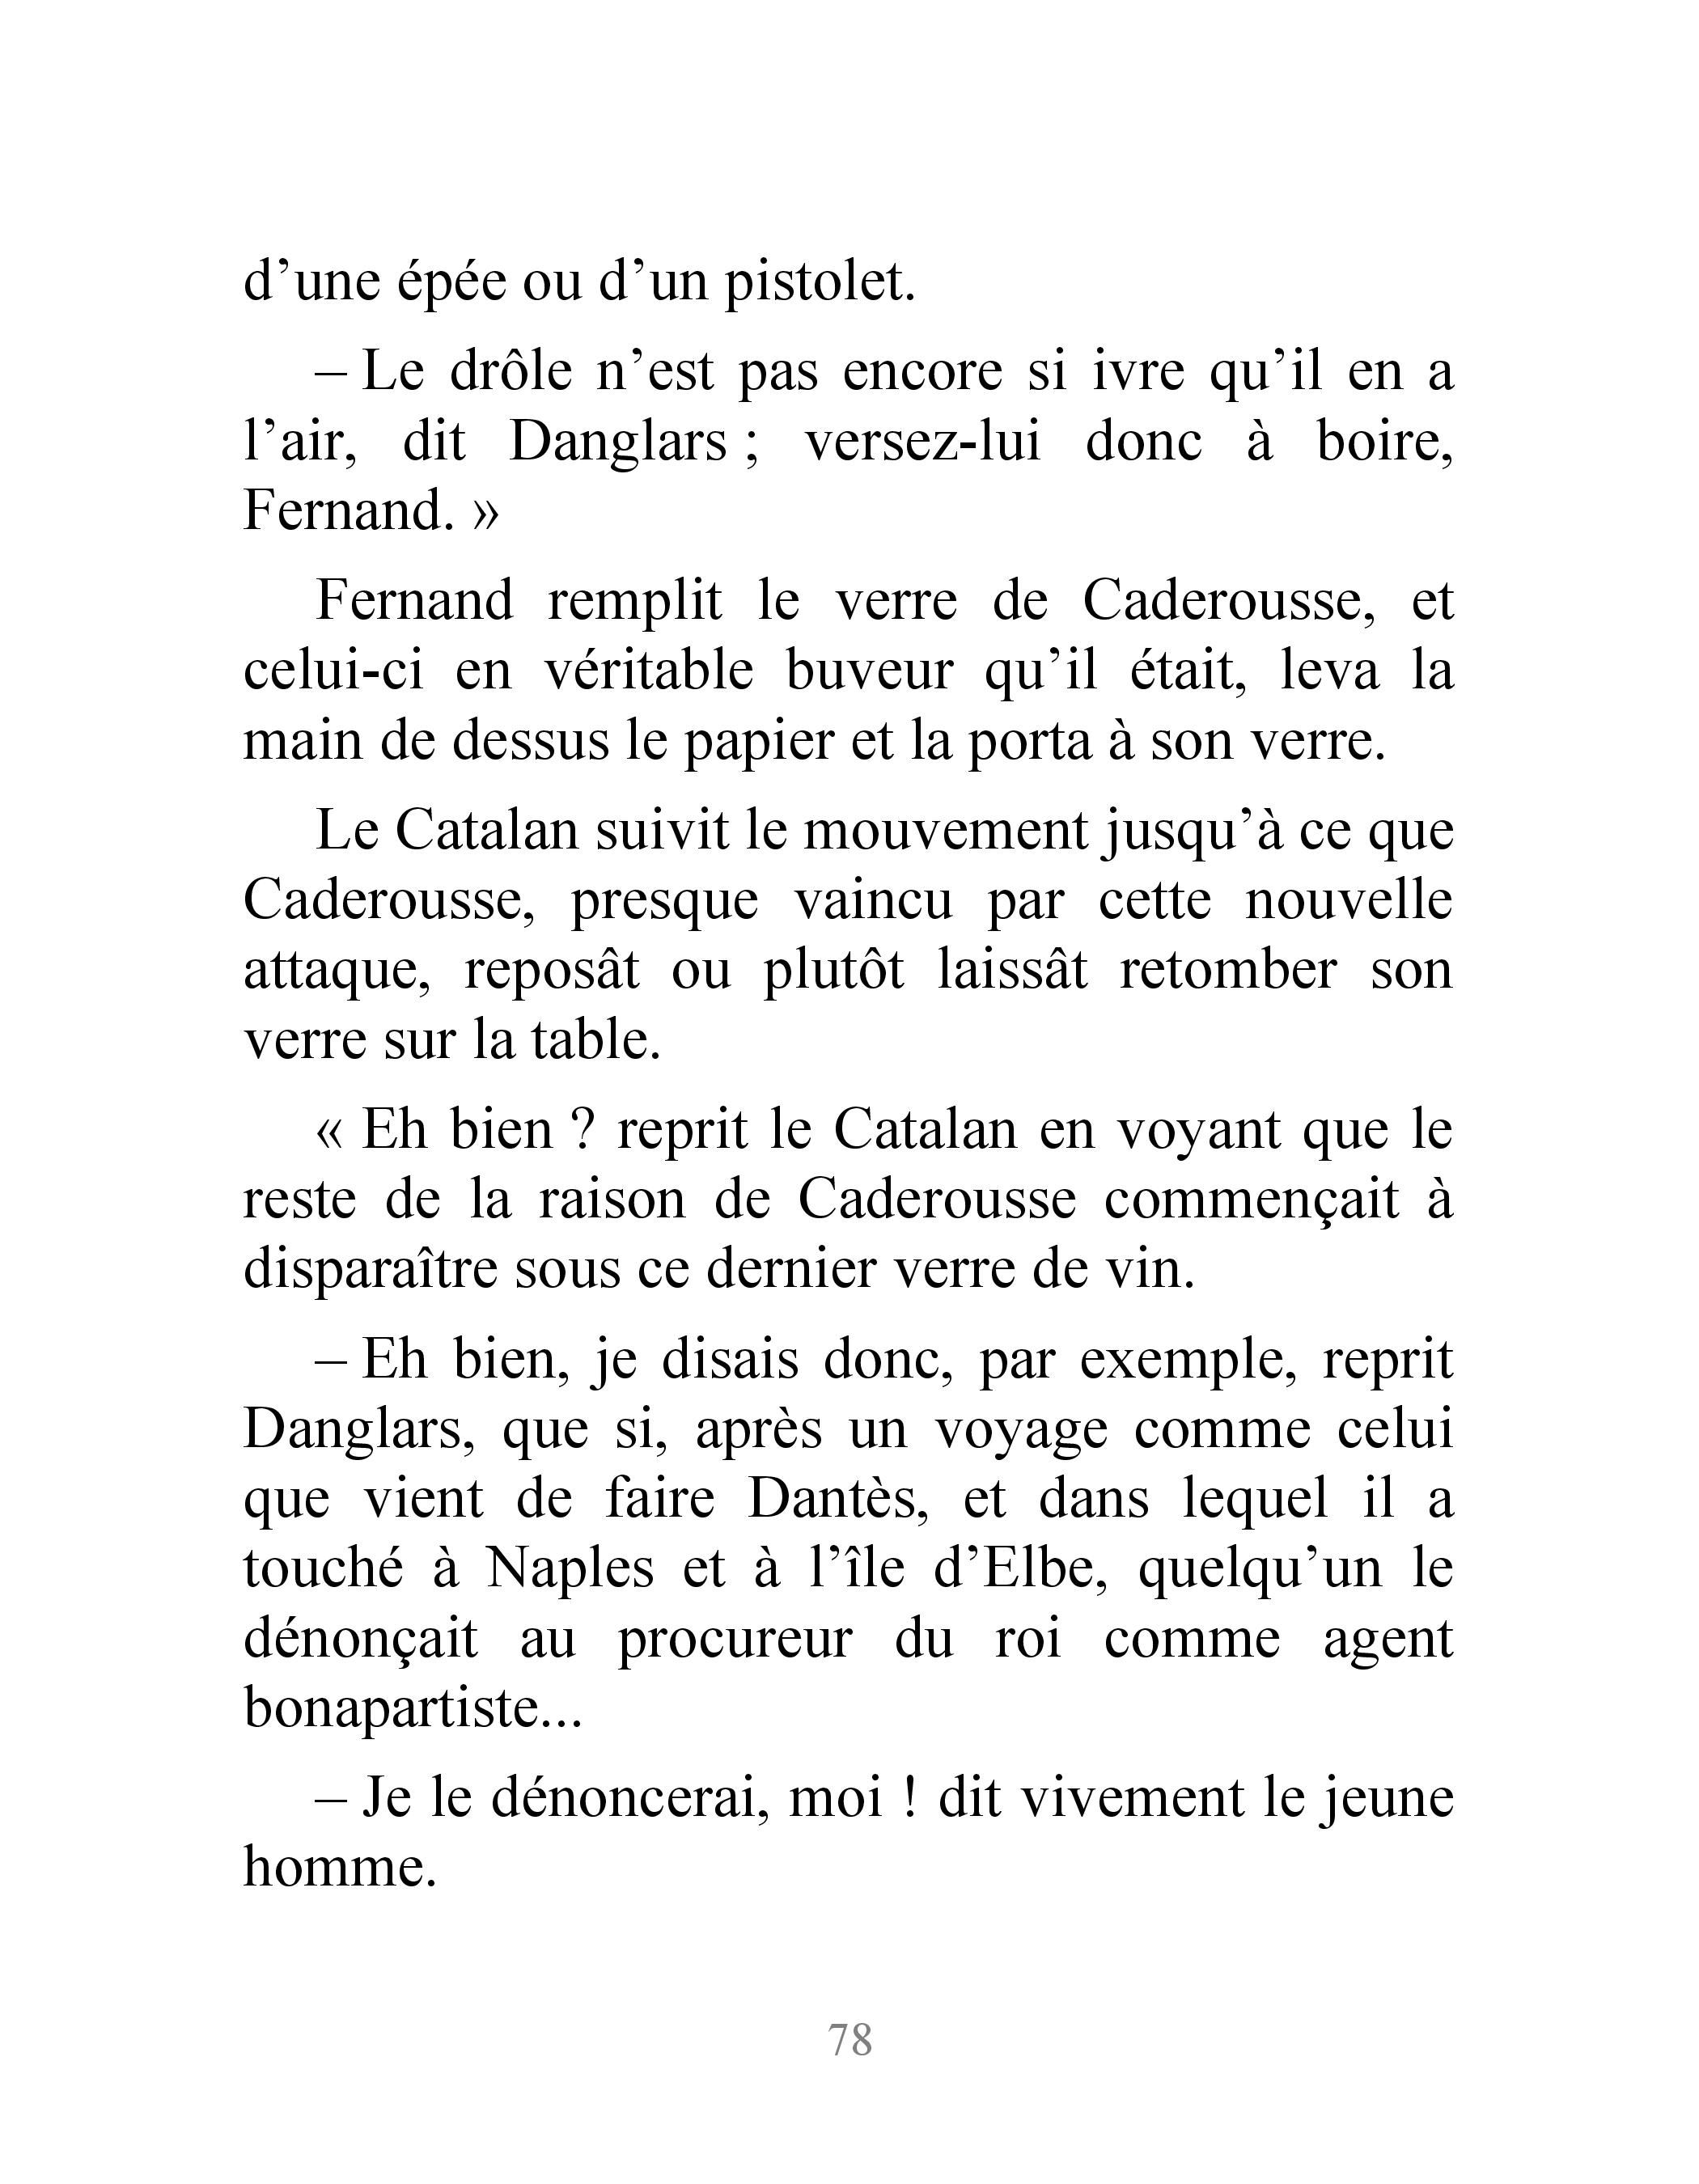 d’une épée ou d’un pistolet.
– Le drôle n’est pas encore si ivre qu’il en a
l’air, dit Danglars ; versez-lui donc à boire,
Fernand. »
Fernand remplit le verre de Caderousse, et
celui-ci en véritable buveur qu’il était, leva la
main de dessus le papier et la porta à son verre.
Le Catalan suivit le mouvement jusqu’à ce que
Caderousse, presque vaincu par cette nouvelle
attaque, reposât ou plutôt laissât retomber son
verre sur la table.
« Eh bien ? reprit le Catalan en voyant que le
reste de la raison de Caderousse commençait à
disparaître sous ce dernier verre de vin.
– Eh bien, je disais donc, par exemple, reprit
Danglars, que si, après un voyage comme celui
que vient de faire Dantès, et dans lequel il a
touché à Naples et à l’île d’Elbe, quelqu’un le
dénonçait au procureur du roi comme agent
bonapartiste...
– Je le dénoncerai, moi ! dit vivement le jeune
homme.
78